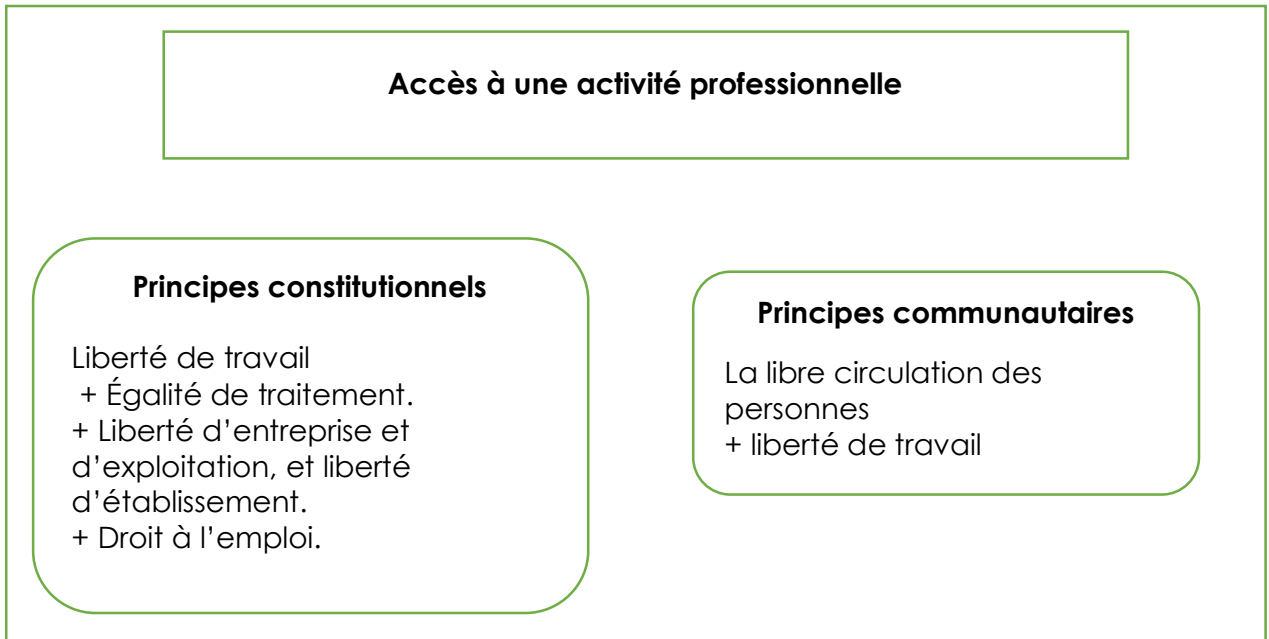 Accès à une activité professionnelle
Principes constitutionnels
Liberté de travail
+ Égalité de traitement.
+ Liberté d’entreprise et
d’exploitation, et liberté
d’établissement.
+ Droit à l’emploi.
Principes communautaires
La libre circulation des
personnes
+ liberté de travail